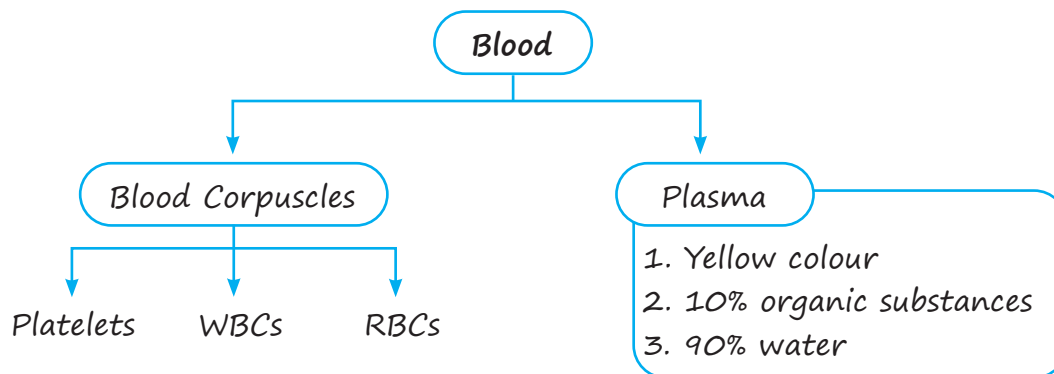 Blood
Blood Corpuscles
Plasma
Platelets
WBCs
RBCs
1. Yellow colour
2. 10% organic substances
3. 90% water